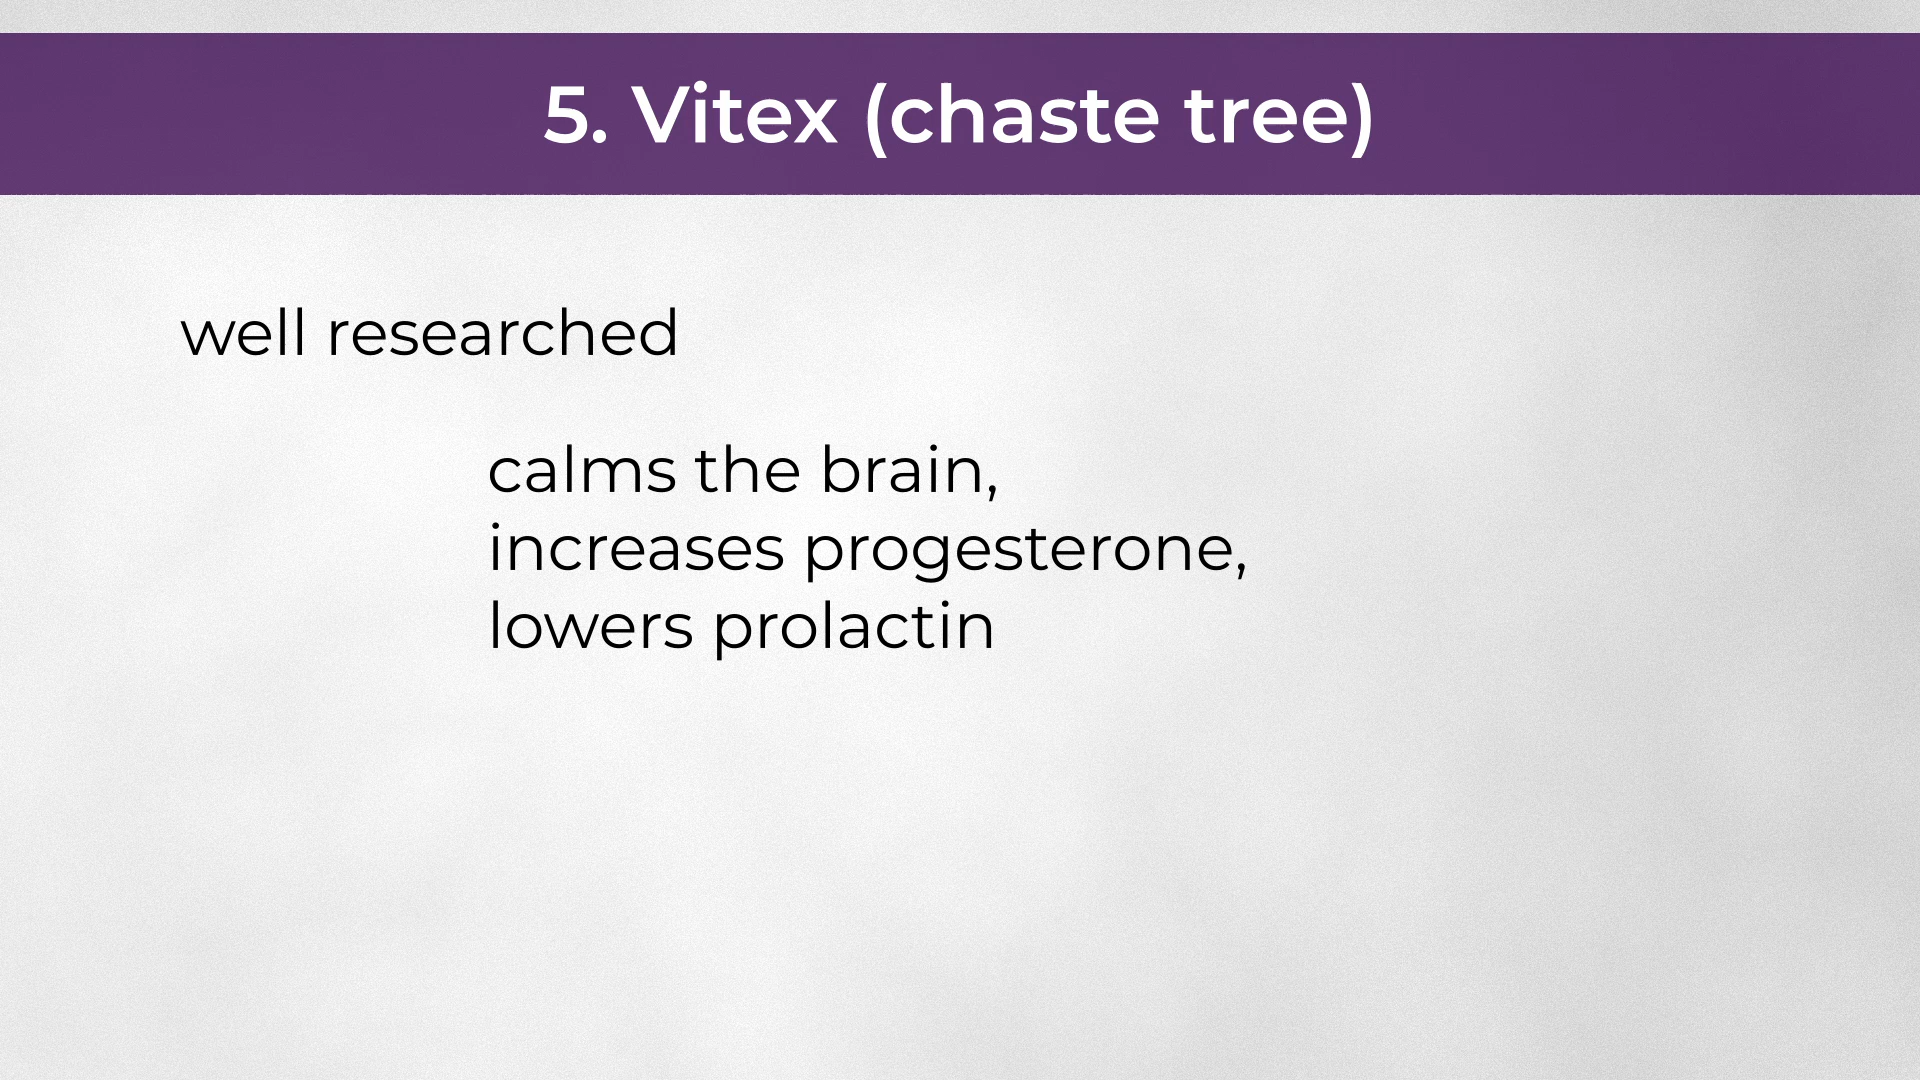 5. Vitex (chaste tree)
well researched
calms the brain,
increases progesterone,
lowers prolactin